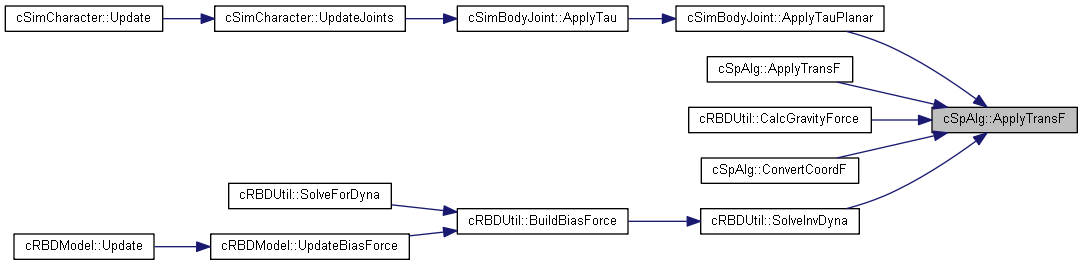 cSimCharacter::Update
cSimCharacter::UpdateJoints
cSimBodyJoint::ApplyTau
cSimBodyJoint::ApplyTauPlanar
cSpAlg::ApplyTransF
cSpAlg::ApplyTransF
cRBDUtil::CalcGravityForce
cSpAlg::ConvertCoordF
cRBDUtil::SolveForDyna
cRBDUtil::BuildBiasForce
cRBDUtil::SolveInvDyna
cRBDModel::Update
cRBDModel::UpdateBiasForce